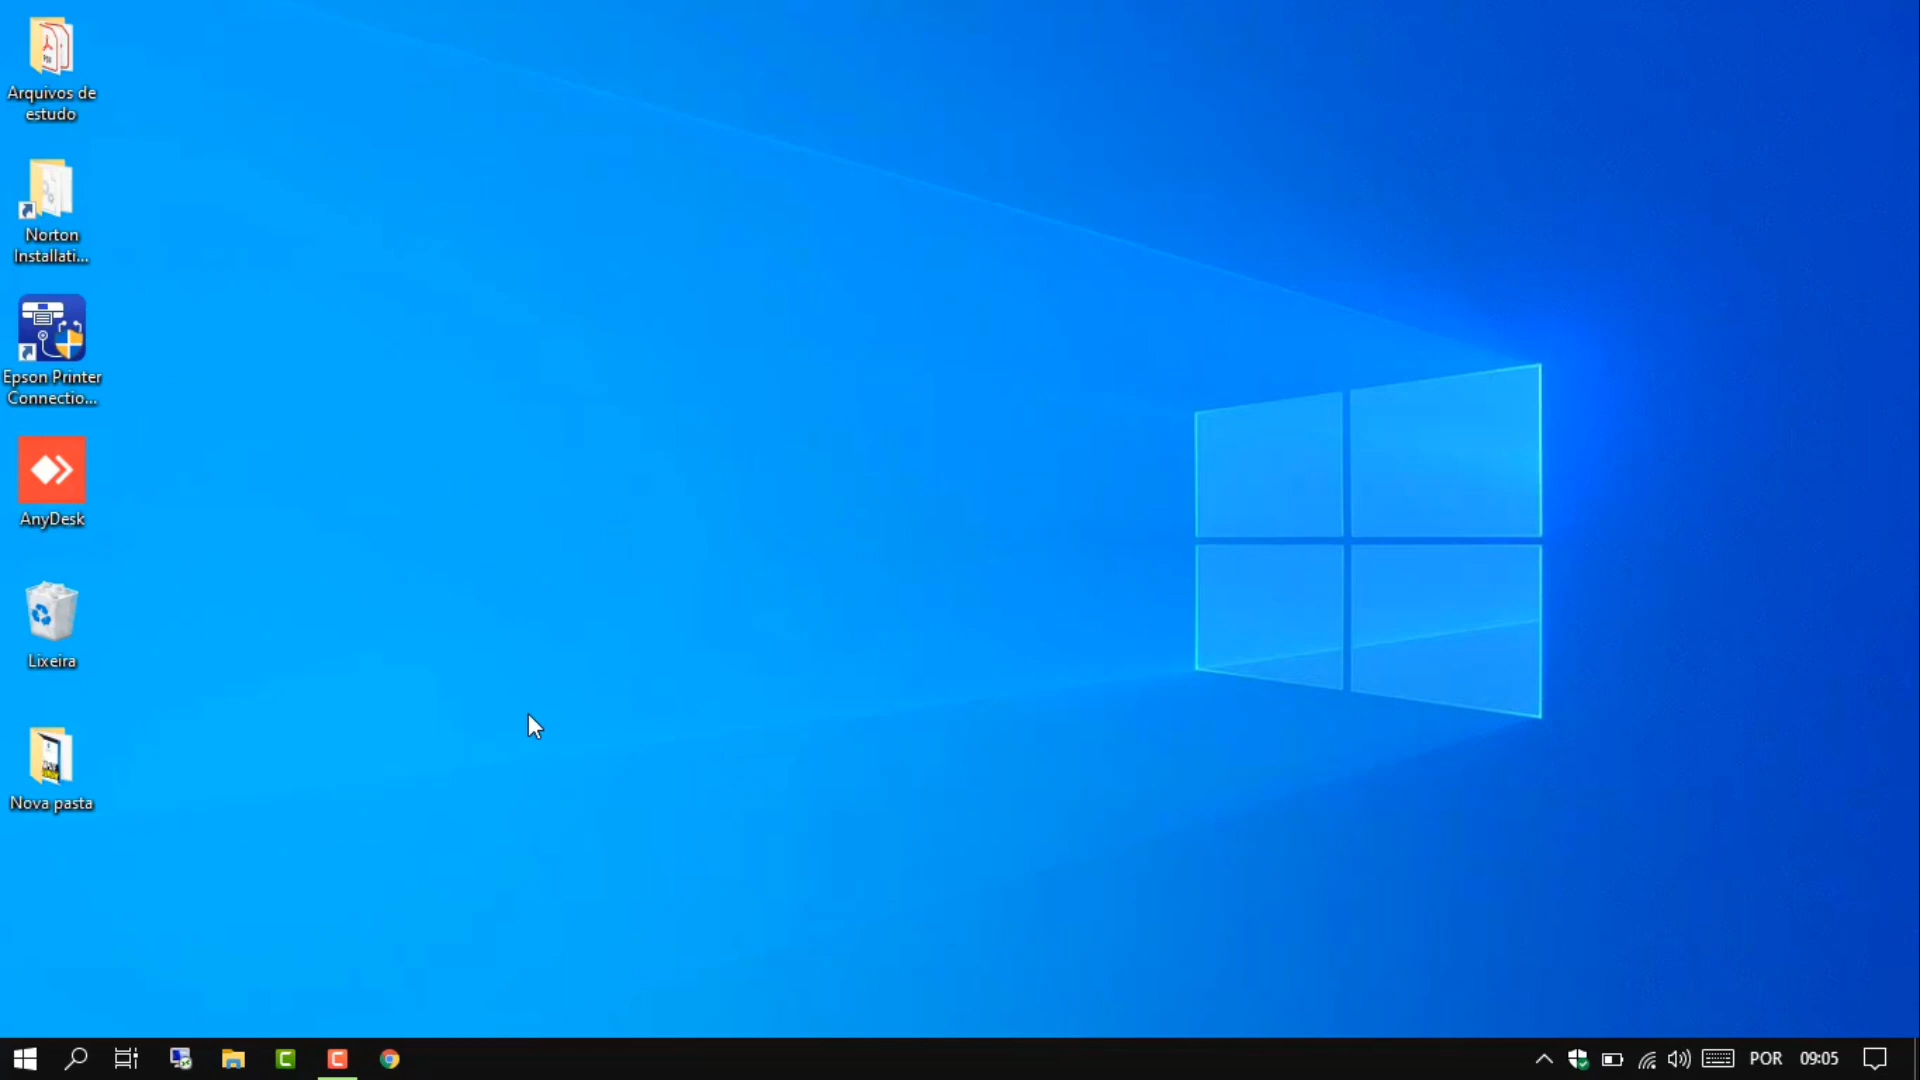 Arquivos de
estudo
Norton
Installati...
Epson Printer
Connectio...
AnyDesk
Lixeira
Nova pasta
POR
09:05